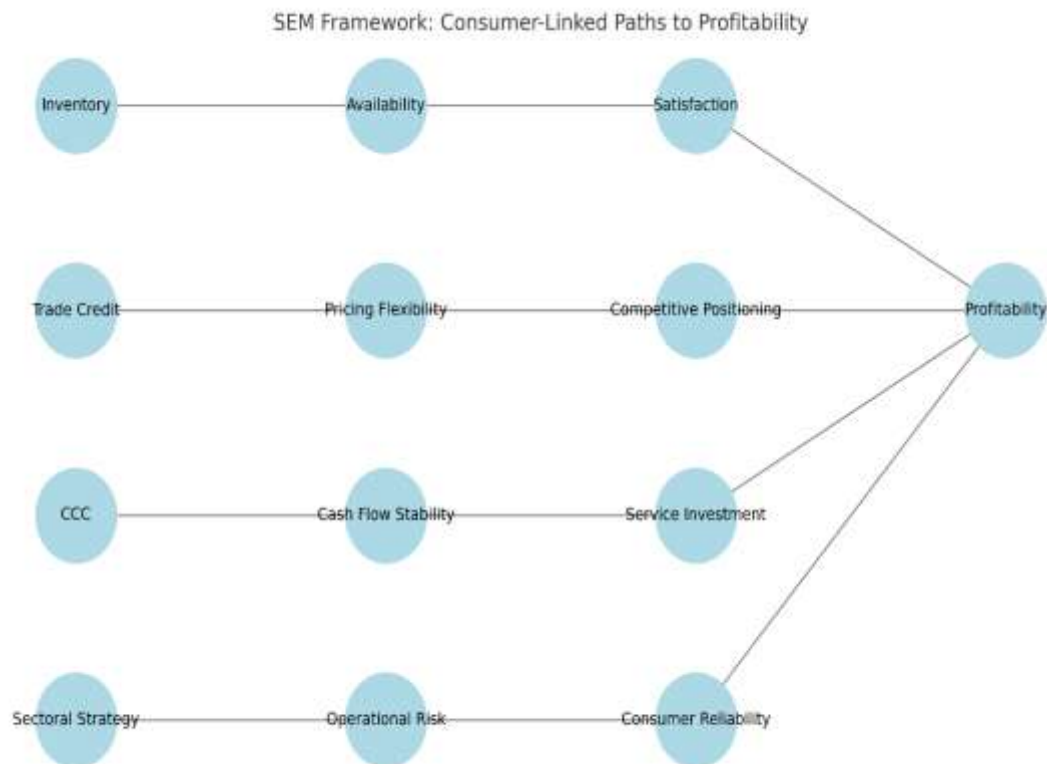 SEM Framework: Consumer-Linked Paths to Profitability
Inventory Availability Satisfaction
Trade Credit Pricing Flexibility Competitive Positioning Profitability
CCC Cash Flow Stability Service Investment
Sectoral Strategy Operational Risk Consumer Reliability